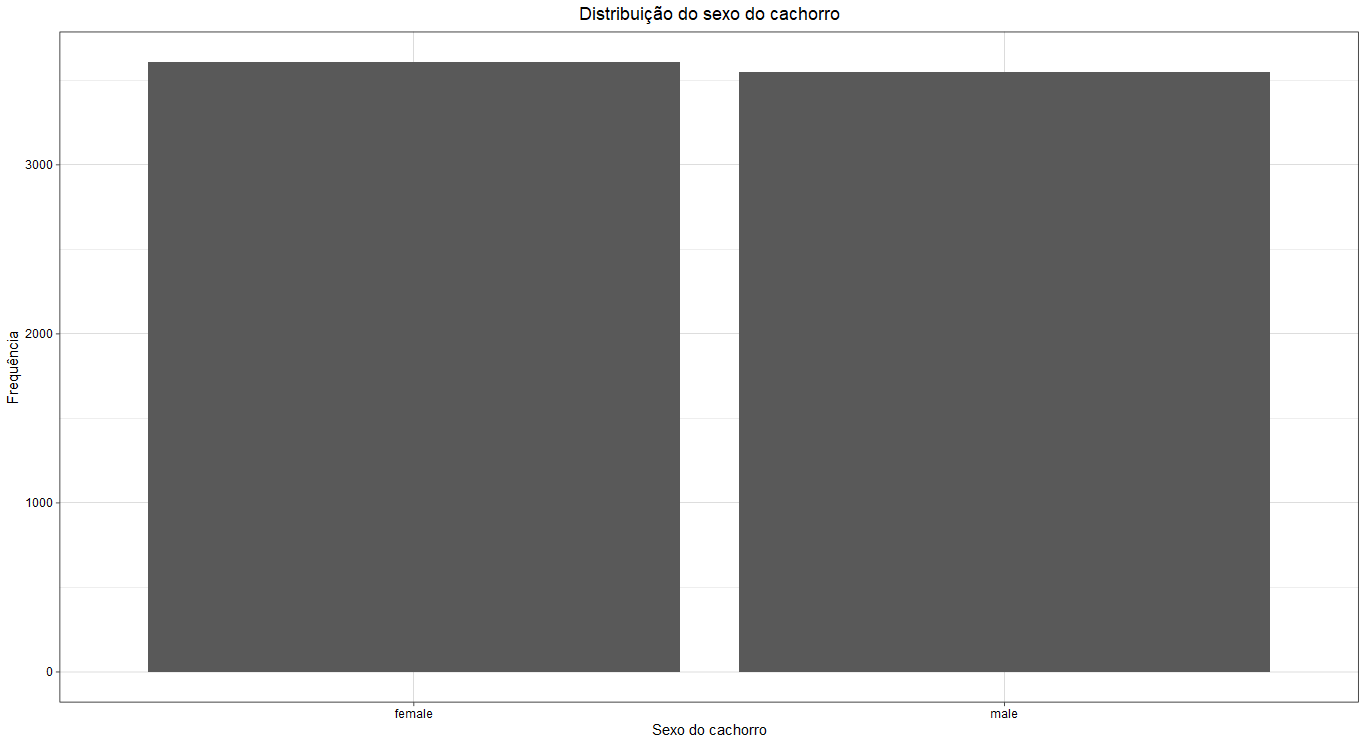 Distribuição do sexo do cachorro
Frequência
3000
2000
1000
0
female
male
Sexo do cachorro